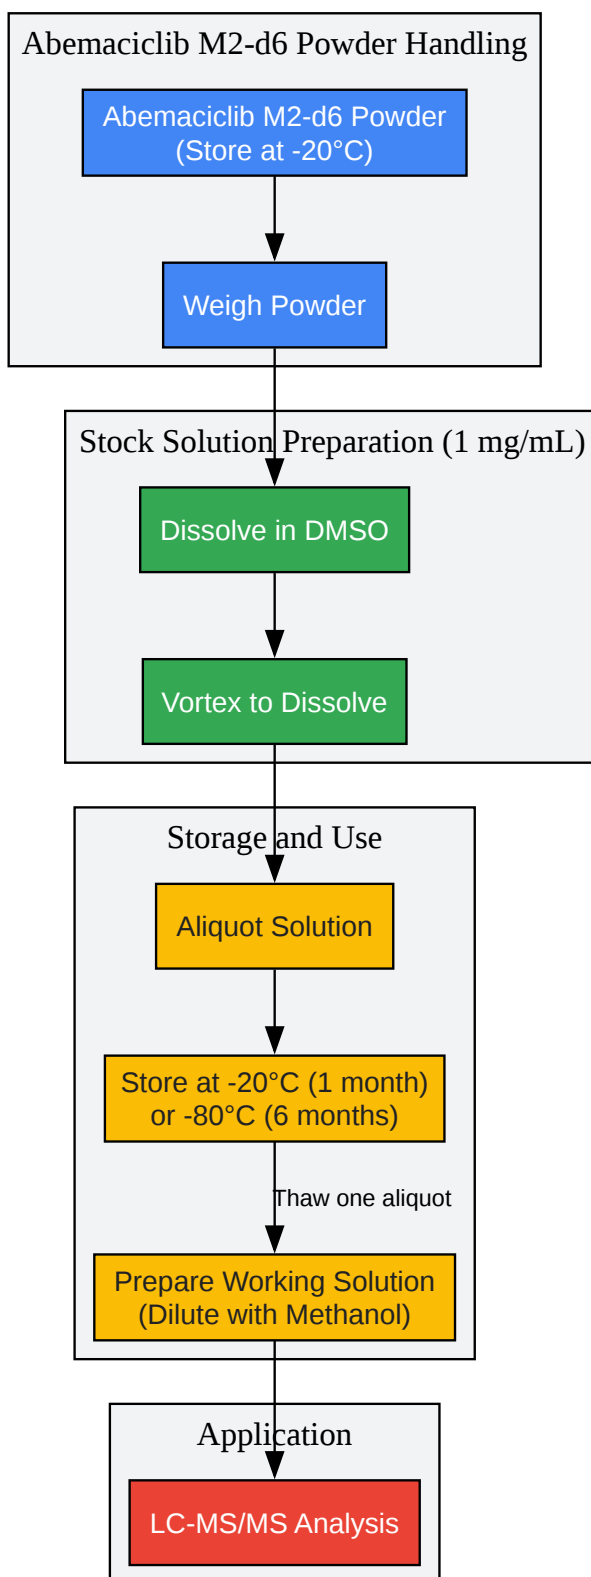 Abemaciclib M2-d6 Powder Handling
Abemaciclib M2-d6 Powder
(Store at -20°C)
Weigh Powder
Stock Solution Preparation (1 mg/mL)
Dissolve in DMSO
Vortex to Dissolve
Storage and Use
Aliquot Solution
Store at -20°C (1 month)
or -80°C (6 months)
Thaw one aliquot
Prepare Working Solution
(Dilute with Methanol)
Application
LC-MS/MS Analysis